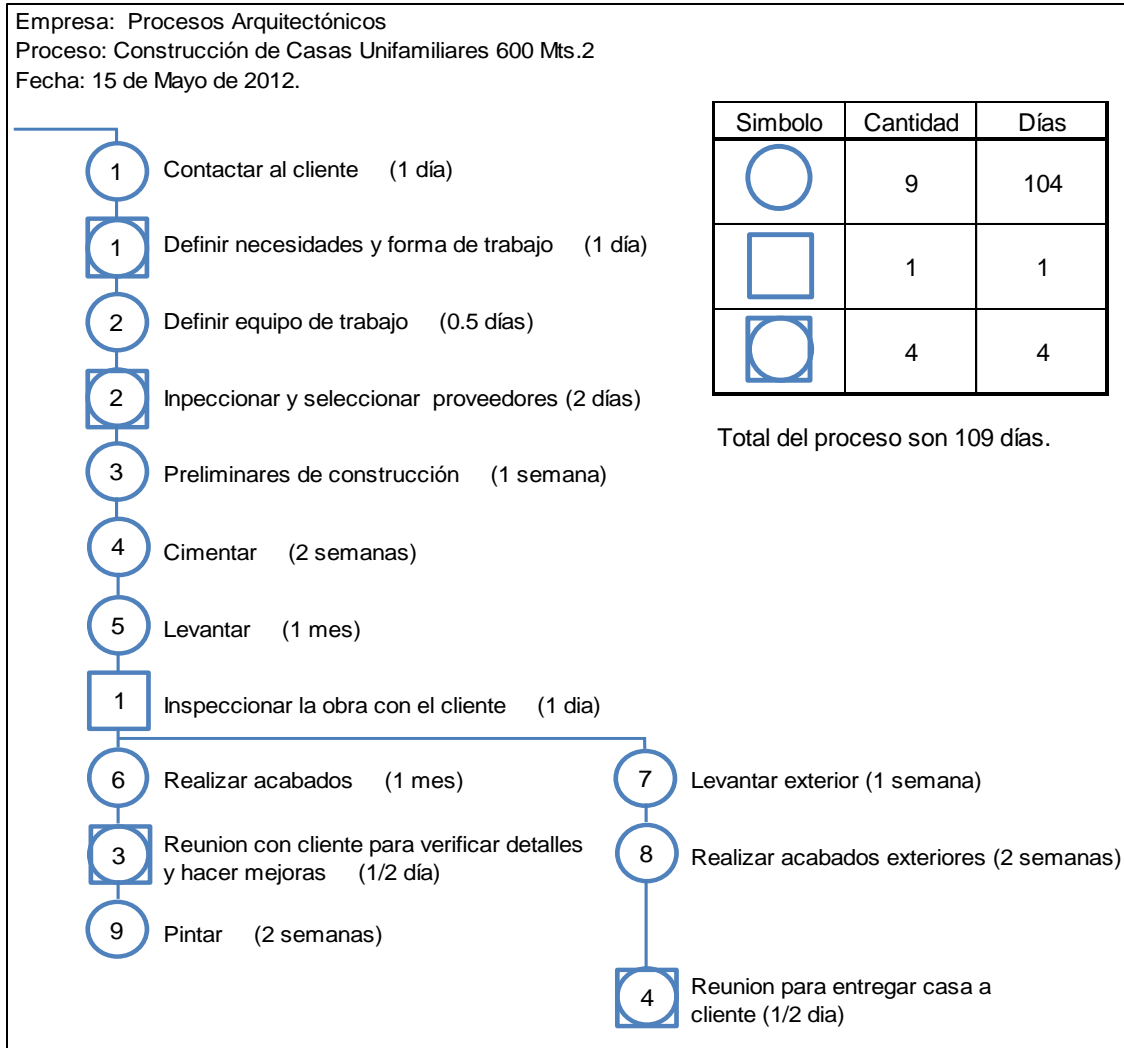 Empresa: Procesos Arquitectónicos
Proceso: Construcción de Casas Unifamiliares 600 Mts.2
Fecha: 15 de Mayo de 2012.
Simbolo Cantidad Días
9 104
1 1
4 4
Total del proceso son 109 días.
1 Contactar al cliente (1 día)
1 Definir necesidades y forma de trabajo (1 día)
2 Definir equipo de trabajo (0.5 días)
2 Inpeccionar y seleccionar proveedores (2 días)
3 Preliminares de construcción (1 semana)
4 Cimentar (2 semanas)
5 Levantar (1 mes)
1 Inspeccionar la obra con el cliente (1 dia)
6 Realizar acabados (1 mes)
3 Reunion con cliente para verificar detalles
y hacer mejoras (1/2 día)
9 Pintar (2 semanas)
7 Levantar exterior (1 semana)
8 Realizar acabados exteriores (2 semanas)
4 Reunion para entregar casa a
cliente (1/2 dia)